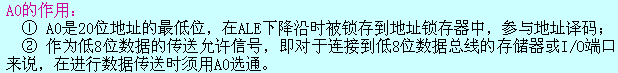 A0的作用：
① A0是20位地址的最低位，在ALE下降沿时被锁存到地址锁存器中，参与地址译码；
② 作为低8位数据的传送允许信号，即对于连接到低8位数据总线的存储器或I/O端口
来说，在进行数据传送时须用A0选通。